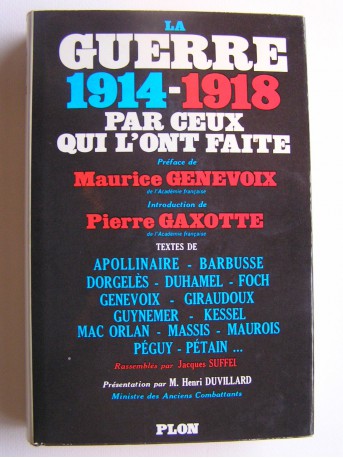 LA
GUERRE
1914-1918
PAR CEUX
QUI L'ONT FAITE
Préface de
Maurice GENEVOIX
de l'Académie française
Introduction de
Pierre GAXOTTE
de l'Académie française
TEXTES DE
APOLLINAIRE - BARBUSSE
DORGELÈS - DUHAMEL - FOCH
GENEVOIX - GIRAUDOUX
GUYNEMER - KESSEL
MAC ORLAN - MASSIS - MAUROIS
PÉGUY - PÉTAIN ...
Rassemblés par Jacques SUFFEL
Présentation par M. Henri DUVILLARD
Ministre des Anciens Combattants
PLON